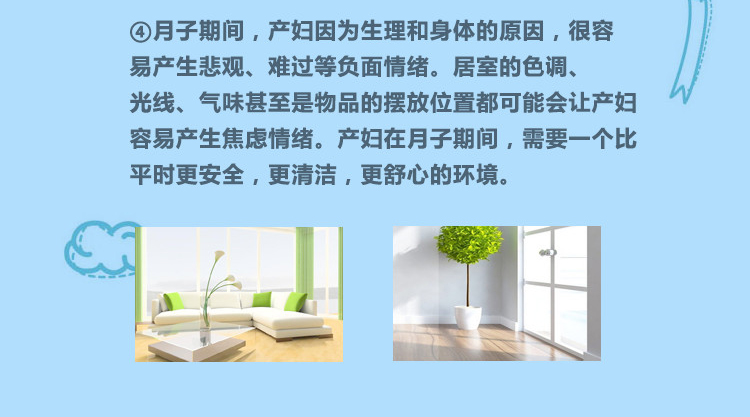 ④月子期间，产妇因为生理和身体的原因，很容
易产生悲观、难过等负面情绪。居室的色调、
光线、气味甚至是物品的摆放位置都可能会让产妇
容易产生焦虑情绪。产妇在月子期间，需要一个比
平时更安全，更清洁，更舒心的环境。